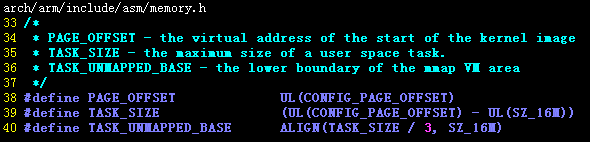 arch/arm/include/asm/memory.h
33 /*
34  * PAGE_OFFSET - the virtual address of the start of the kernel image
35  * TASK_SIZE - the maximum size of a user space task.
36  * TASK_UNMAPPED_BASE - the lower boundary of the mmap VM area
37  */
38 #define PAGE_OFFSET             UL(CONFIG_PAGE_OFFSET)
39 #define TASK_SIZE               (UL(CONFIG_PAGE_OFFSET) - UL(SZ_16M))
40 #define TASK_UNMAPPED_BASE      ALIGN(TASK_SIZE / 3, SZ_16M)